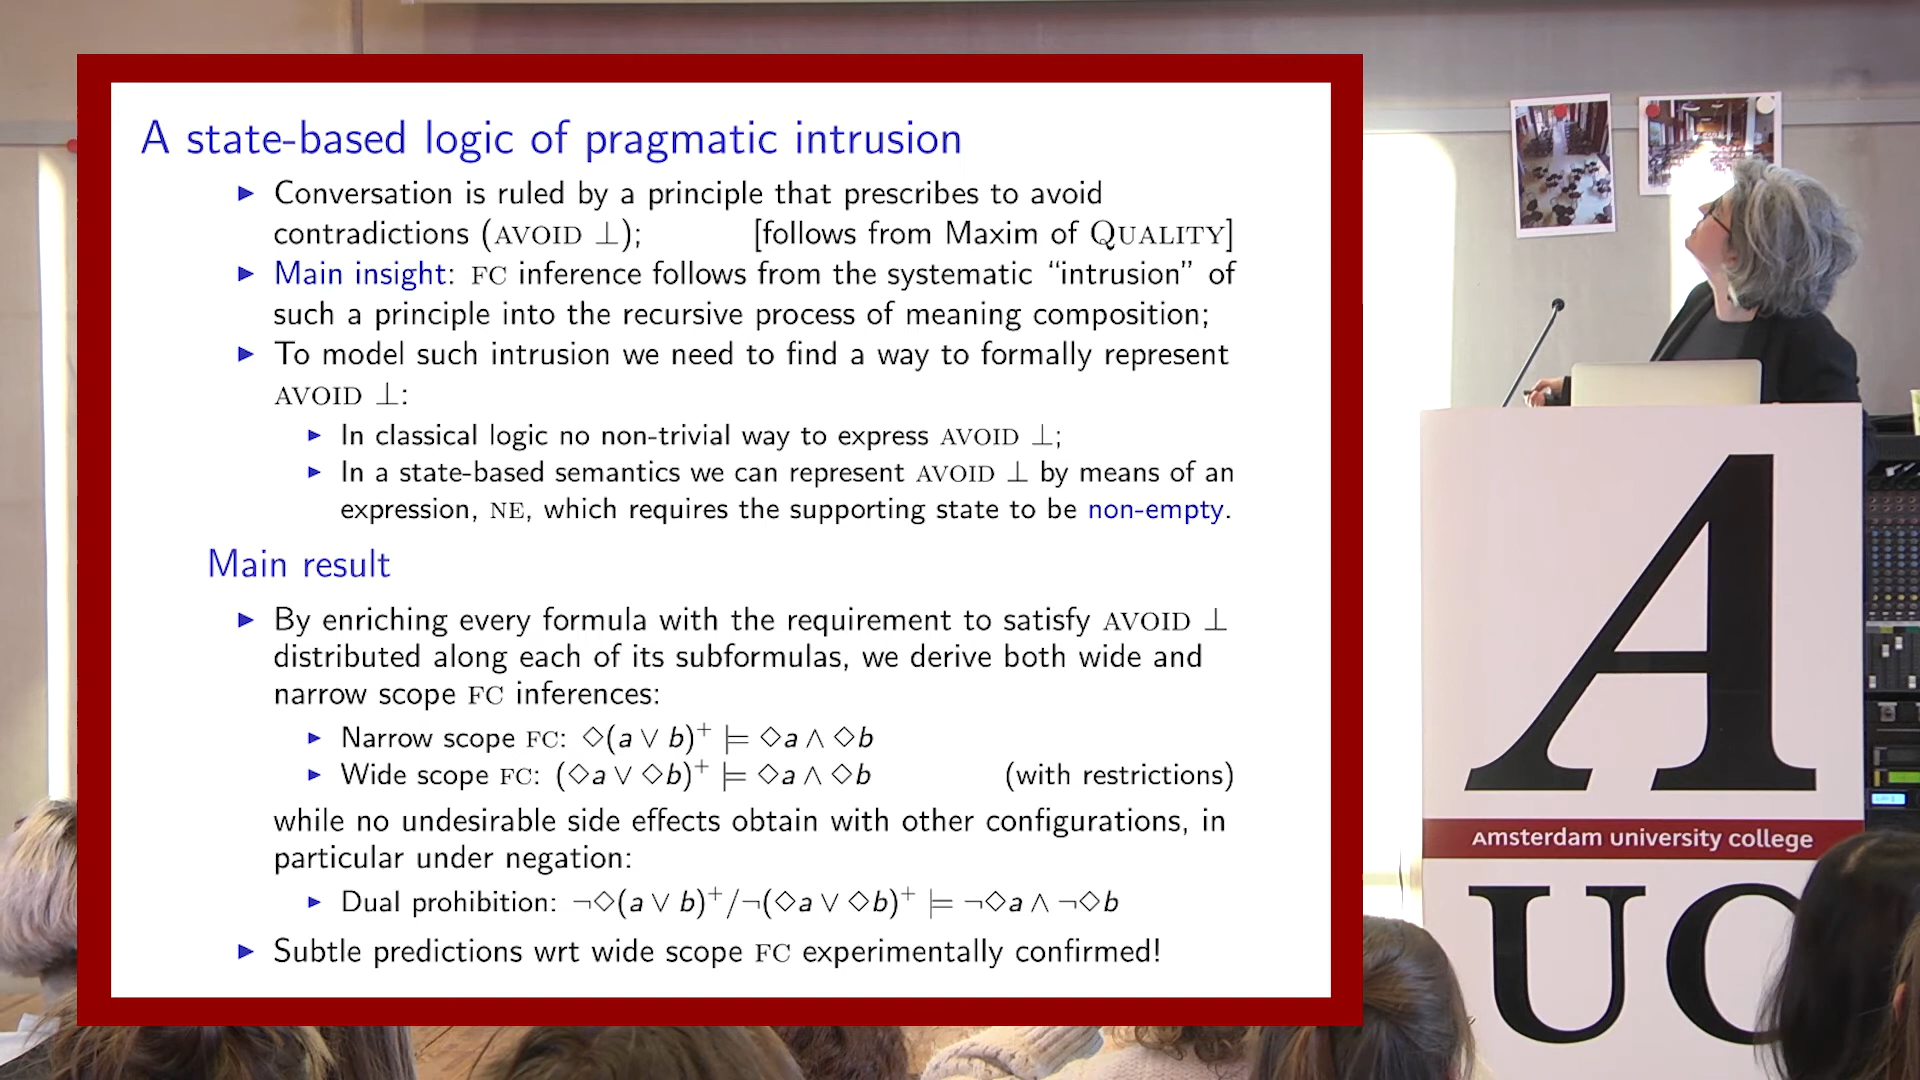 A state-based logic of pragmatic intrusion
▶ Conversation is ruled by a principle that prescribes to avoid
contradictions (AVOID ⊥); [follows from Maxim of QUALITY]
▶ Main insight: FC inference follows from the systematic “intrusion” of
such a principle into the recursive process of meaning composition;
▶ To model such intrusion we need to find a way to formally represent
AVOID ⊥:
▶ In classical logic no non-trivial way to express AVOID ⊥;
▶ In a state-based semantics we can represent AVOID ⊥ by means of an
expression, NE, which requires the supporting state to be non-empty.
Main result
▶ By enriching every formula with the requirement to satisfy AVOID ⊥
distributed along each of its subformulas, we derive both wide and
narrow scope FC inferences:
▶ Narrow scope FC: ◇(a ∨ b)⁺ ⊨ ◇a ∧ ◇b
▶ Wide scope FC: (◇a ∨ ◇b)⁺ ⊨ ◇a ∧ ◇b (with restrictions)
while no undesirable side effects obtain with other configurations, in
particular under negation:
▶ Dual prohibition: ¬◇(a ∨ b)⁺/¬(◇a ∨ ◇b)⁺ ⊨ ¬◇a ∧ ¬◇b
▶ Subtle predictions wrt wide scope FC experimentally confirmed!
A
Amsterdam university college
UC